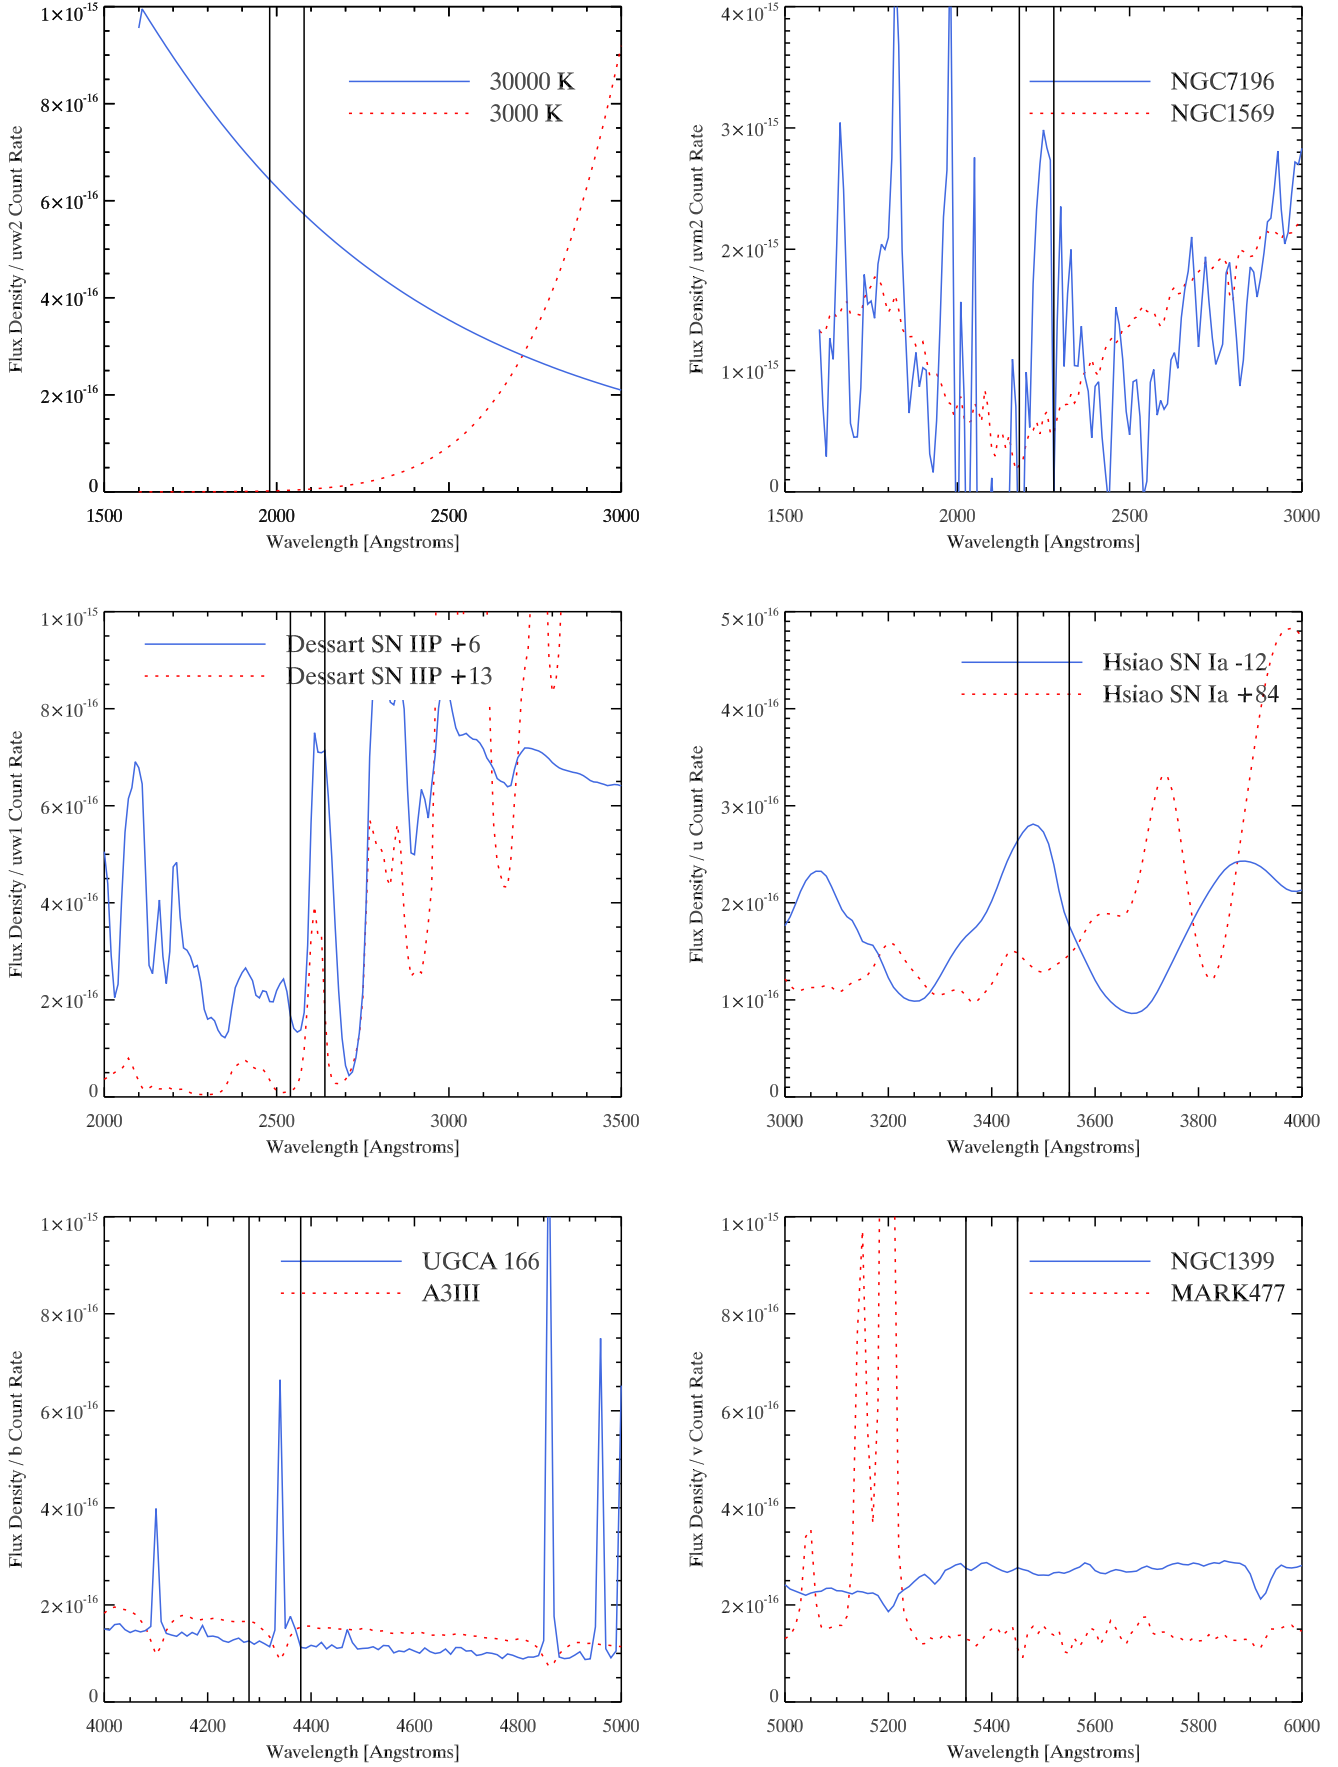 Flux Density / uvw2 Count Rate
1×10⁻¹⁵
8×10⁻¹⁶
6×10⁻¹⁶
4×10⁻¹⁶
2×10⁻¹⁶
0
30000 K
3000 K
1500 2000 2500 3000
Wavelength [Angstroms]
Flux Density / uvm2 Count Rate
4×10⁻¹⁵
3×10⁻¹⁵
2×10⁻¹⁵
1×10⁻¹⁵
0
NGC7196
NGC1569
1500 2000 2500 3000
Wavelength [Angstroms]
Flux Density / uvw1 Count Rate
1×10⁻¹⁵
8×10⁻¹⁶
6×10⁻¹⁶
4×10⁻¹⁶
2×10⁻¹⁶
0
Dessart SN IIP +6
Dessart SN IIP +13
2000 2500 3000 3500
Wavelength [Angstroms]
Flux Density / u Count Rate
5×10⁻¹⁶
4×10⁻¹⁶
3×10⁻¹⁶
2×10⁻¹⁶
1×10⁻¹⁶
0
Hsiao SN Ia -12
Hsiao SN Ia +84
3000 3200 3400 3600 3800 4000
Wavelength [Angstroms]
Flux Density / b Count Rate
1×10⁻¹⁵
8×10⁻¹⁶
6×10⁻¹⁶
4×10⁻¹⁶
2×10⁻¹⁶
0
UGCA 166
A3III
4000 4200 4400 4600 4800 5000
Wavelength [Angstroms]
Flux Density / v Count Rate
1×10⁻¹⁵
8×10⁻¹⁶
6×10⁻¹⁶
4×10⁻¹⁶
2×10⁻¹⁶
0
NGC1399
MARK477
5000 5200 5400 5600 5800 6000
Wavelength [Angstroms]